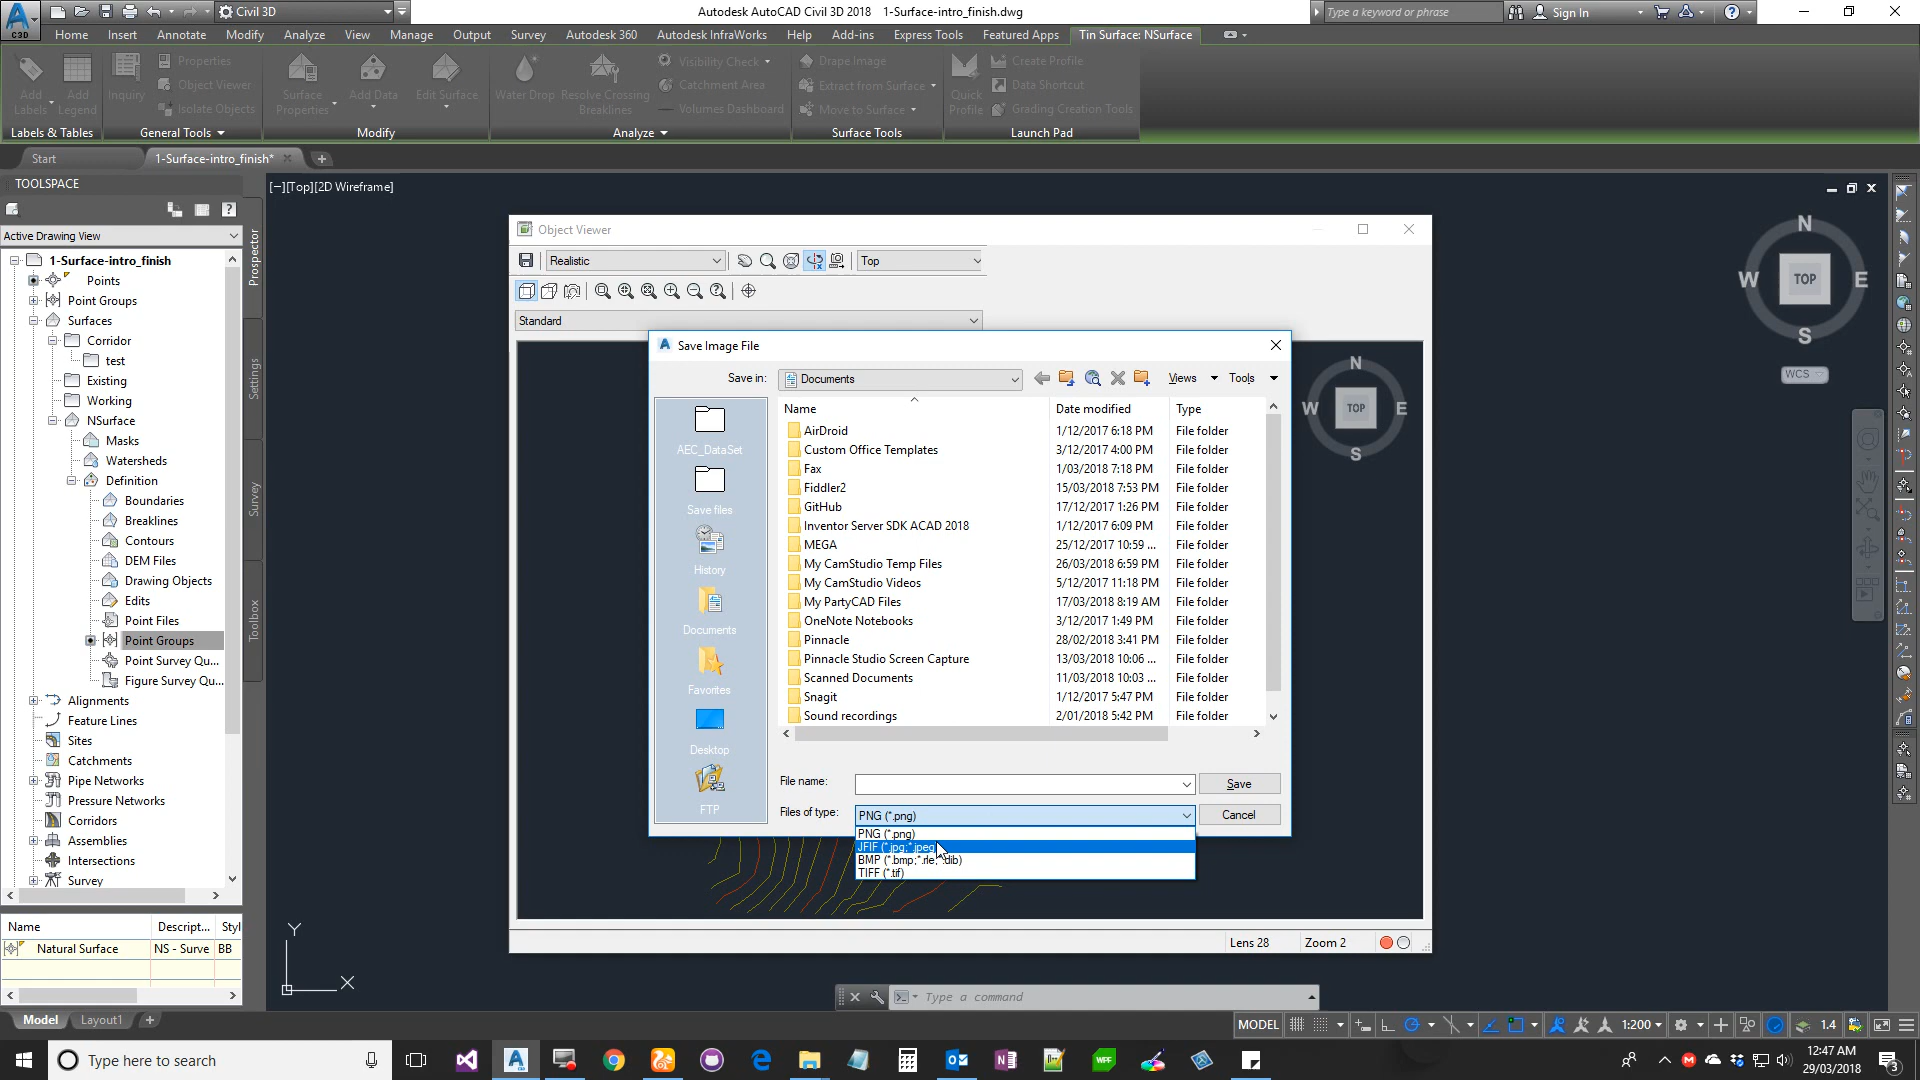 Civil 3D
Autodesk AutoCAD Civil 3D 2018 1-Surface-intro_finish.dwg
Type a keyword or phrase
Sign In
C3D
Home Insert Annotate Modify Analyze View Manage Output Survey Autodesk 360 Autodesk InfraWorks Help Add-ins Express Tools Featured Apps Tin Surface: NSurface
Add Labels
Add Legend
Inquiry
Properties
Object Viewer
Isolate Objects
Surface Properties
Add Data
Edit Surface
Water Drop
Resolve Crossing Breaklines
Visibility Check
Catchment Area
Volumes Dashboard
Drape Image
Extract from Surface
Move to Surface
Quick Profile
Create Profile
Data Shortcut
Grading Creation Tools
Labels & Tables General Tools Modify Analyze Surface Tools Launch Pad
Start 1-Surface-intro_finish*
TOOLSPACE
Active Drawing View
Prospector
Settings
Survey
Toolbox
1-Surface-intro_finish
Points
Point Groups
Surfaces
Corridor
test
Existing
Working
NSurface
Masks
Watersheds
Definition
Boundaries
Breaklines
Contours
DEM Files
Drawing Objects
Edits
Point Files
Point Groups
Point Survey Qu...
Figure Survey Qu...
Alignments
Feature Lines
Sites
Catchments
Pipe Networks
Pressure Networks
Corridors
Assemblies
Intersections
Survey
Name Descript... Styl
Natural Surface NS - Surve BB
[−][Top][2D Wireframe]
N
W TOP E
S
WCS
Object Viewer
Realistic
Top
Standard
N
W TOP E
S
Save Image File
Save in: Documents
Views Tools
AEC_DataSet
Save files
History
Documents
Favorites
Desktop
FTP
Name Date modified Type
AirDroid 1/12/2017 6:18 PM File folder
Custom Office Templates 3/12/2017 4:00 PM File folder
Fax 1/03/2018 7:18 PM File folder
Fiddler2 15/03/2018 7:53 PM File folder
GitHub 17/12/2017 1:26 PM File folder
Inventor Server SDK ACAD 2018 1/12/2017 6:09 PM File folder
MEGA 25/12/2017 10:59 ... File folder
My CamStudio Temp Files 26/03/2018 6:59 PM File folder
My CamStudio Videos 5/12/2017 11:18 PM File folder
My PartyCAD Files 17/03/2018 8:19 AM File folder
OneNote Notebooks 3/12/2017 1:49 PM File folder
Pinnacle 28/02/2018 3:41 PM File folder
Pinnacle Studio Screen Capture 13/03/2018 10:06 ... File folder
Scanned Documents 11/03/2018 10:03 ... File folder
Snagit 1/12/2017 5:47 PM File folder
Sound recordings 2/01/2018 5:42 PM File folder
File name: Save
Files of type: PNG (*.png) Cancel
PNG (*.png)
JFIF (*.jpg;*.jpeg
BMP (*.bmp;*.rle;*.dib)
TIFF (*.tif)
Lens 28 Zoom 2
Y
X
Type a command
Model Layout1
MODEL 1:200 1.4
Type here to search
WPF
12:47 AM
29/03/2018
3